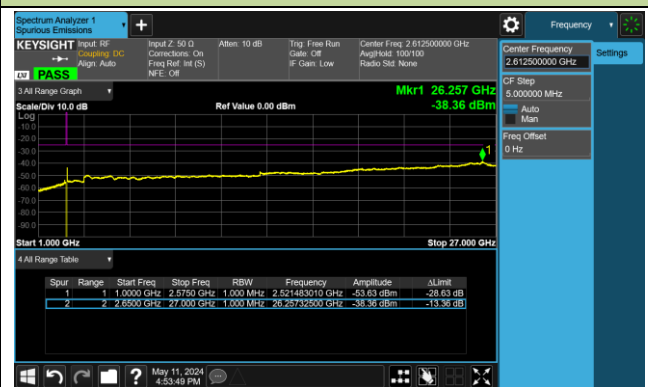 Spectrum Analyzer 1
Spurious Emissions
Frequency
KEYSIGHT
Input: RF
Coupling: DC
Align: Auto
Input Z: 50 Ω
Corrections: On
Freq Ref: Int (S)
NFE: Off
Atten: 10 dB
Trig: Free Run
Gate: Off
IF Gain: Low
Center Freq: 2.612500000 GHz
Avg|Hold: 100/100
Radio Std: None
LXI PASS
3 All Range Graph
Mkr1 26.257 GHz
Scale/Div 10.0 dB
Ref Value 0.00 dBm
-38.36 dBm
Log
-10.0
-20.0
-30.0
-40.0
-50.0
-60.0
-70.0
-80.0
-90.0
1
Start 1.000 GHz
Stop 27.000 GHz
4 All Range Table
Spur Range Start Freq Stop Freq RBW Frequency Amplitude ΔLimit
1 1 1.0000 GHz 2.5750 GHz 1.000 MHz 2.521483010 GHz -53.63 dBm -28.63 dB
2 2 2.6500 GHz 27.000 GHz 1.000 MHz 26.25732500 GHz -38.36 dBm -13.36 dB
Center Frequency
2.612500000 GHz
CF Step
5.000000 MHz
Auto
Man
Freq Offset
0 Hz
Settings
?
May 11, 2024
4:53:49 PM